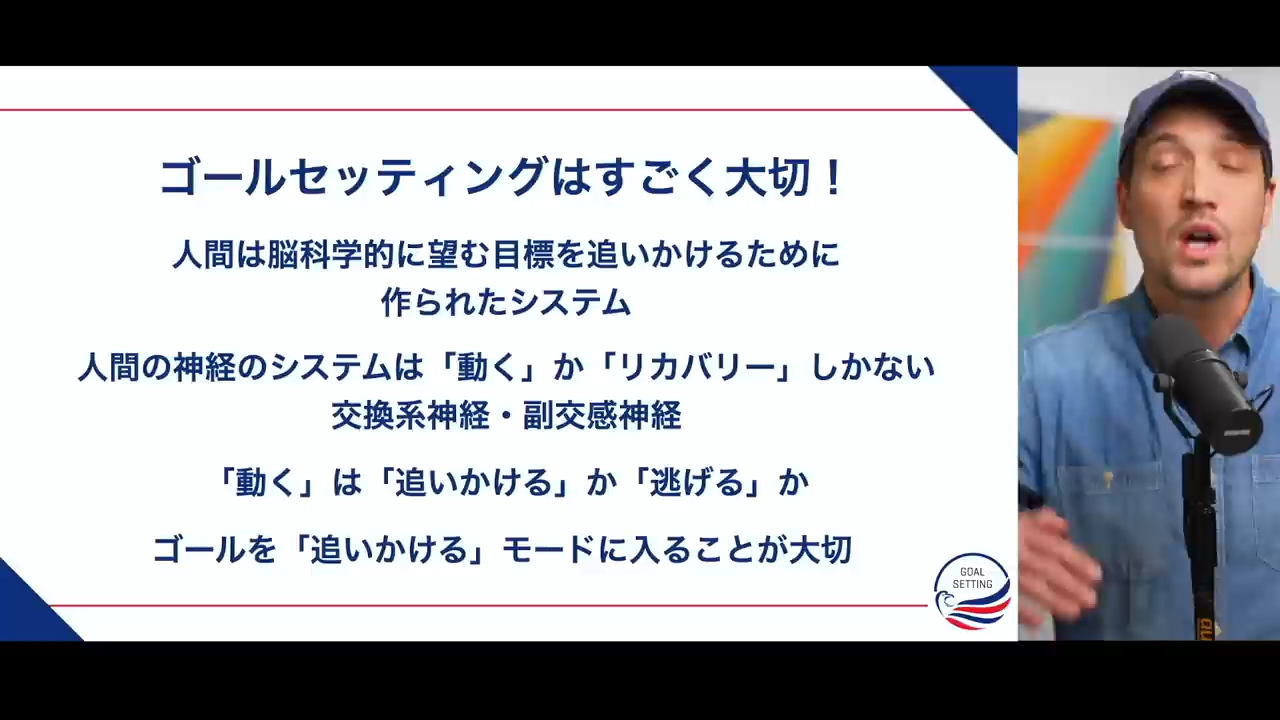 ゴールセッティングはすごく大切！
人間は脳科学的に望む目標を追いかけるために
作られたシステム
人間の神経のシステムは「動く」か「リカバリー」しかない
交換系神経・副交感神経
「動く」は「追いかける」か「逃げる」か
ゴールを「追いかける」モードに入ることが大切
GOAL
SETTING